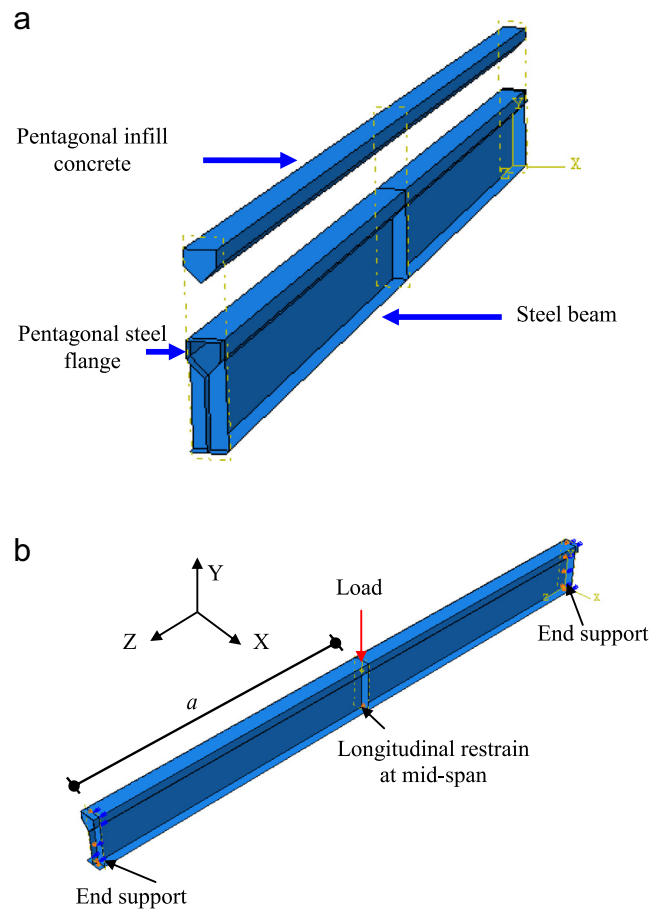 a
Pentagonal infill
concrete
Y
X
Z
Steel beam
Pentagonal steel
flange
b
Y
Load
Z
X
z
x
End support
a
Longitudinal restrain
at mid-span
End support